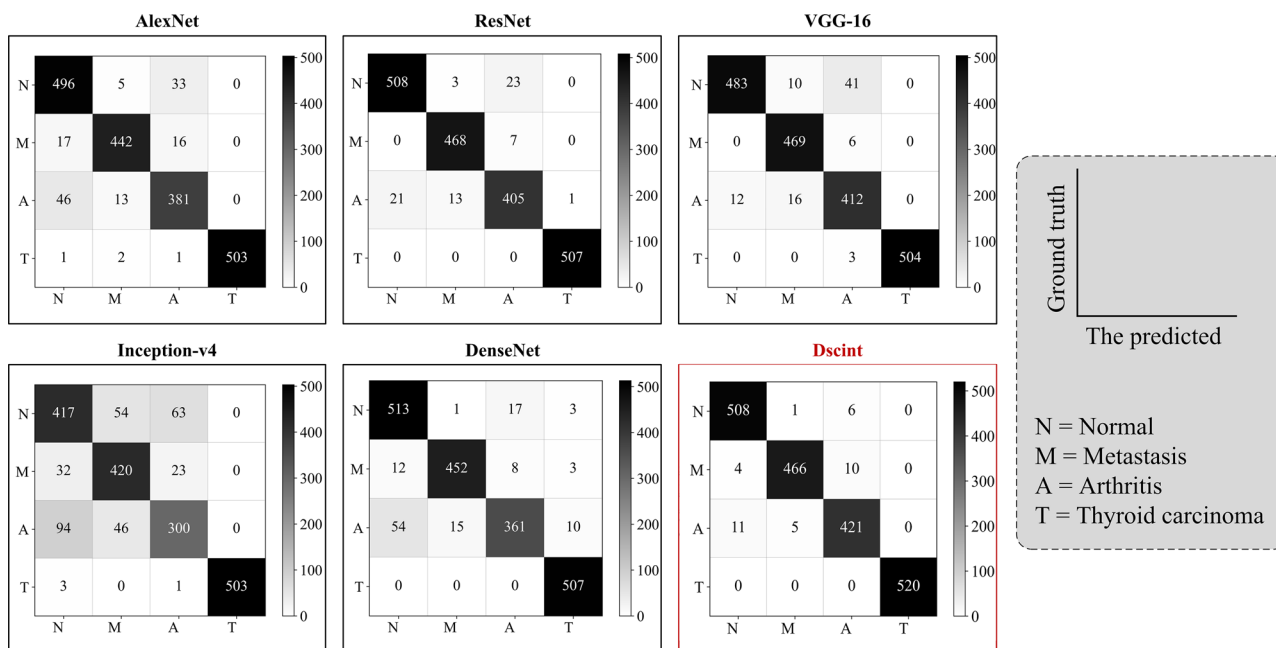 AlexNet
N 496 5 33 0
M 17 442 16 0
A 46 13 381 0
T 1 2 1 503
N M A T
500
400
300
200
100
0
ResNet
N 508 3 23 0
M 0 468 7 0
A 21 13 405 1
T 0 0 0 507
N M A T
500
400
300
200
100
0
VGG-16
N 483 10 41 0
M 0 469 6 0
A 12 16 412 0
T 0 0 3 504
N M A T
500
400
300
200
100
0
Inception-v4
N 417 54 63 0
M 32 420 23 0
A 94 46 300 0
T 3 0 1 503
N M A T
500
400
300
200
100
0
DenseNet
N 513 1 17 3
M 12 452 8 3
A 54 15 361 10
T 0 0 0 507
N M A T
500
400
300
200
100
0
Dscint
N 508 1 6 0
M 4 466 10 0
A 11 5 421 0
T 0 0 0 520
N M A T
500
400
300
200
100
0
Ground truth
The predicted
N = Normal
M = Metastasis
A = Arthritis
T = Thyroid carcinoma